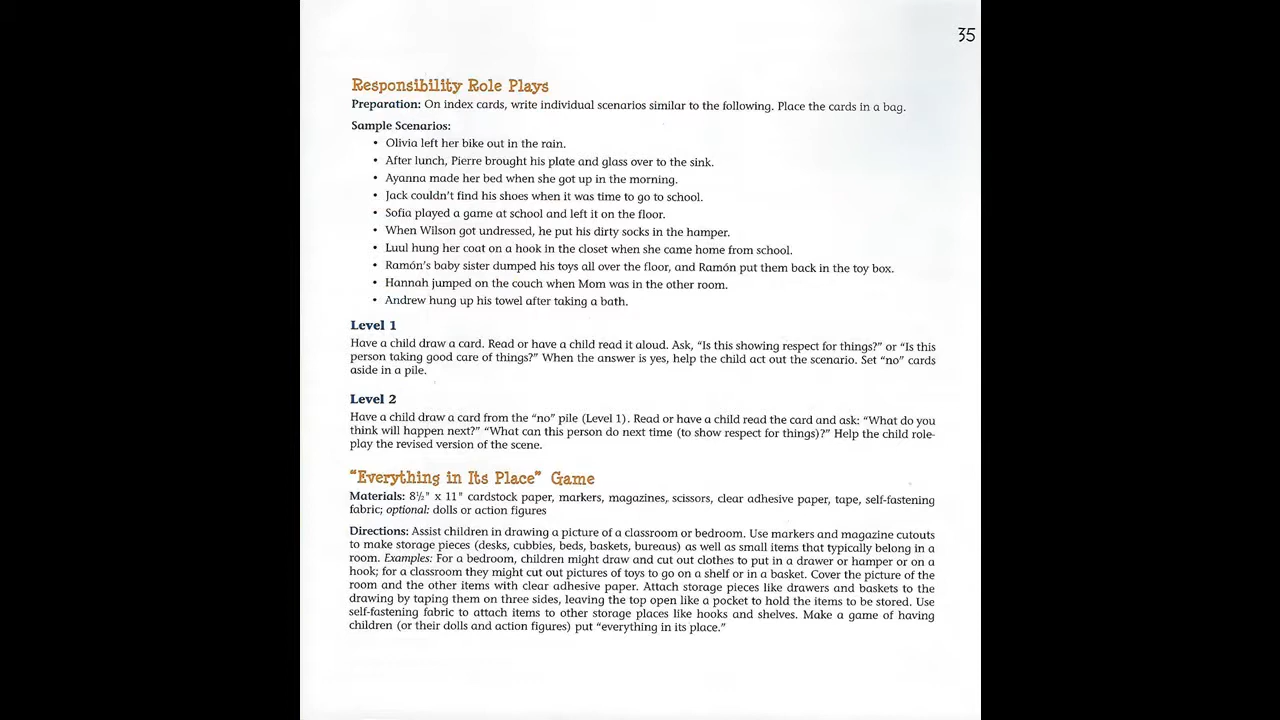 35
Responsibility Role Plays
Preparation: On index cards, write individual scenarios similar to the following. Place the cards in a bag.
Sample Scenarios:
• Olivia left her bike out in the rain.
• After lunch, Pierre brought his plate and glass over to the sink.
• Ayanna made her bed when she got up in the morning.
• Jack couldn't find his shoes when it was time to go to school.
• Sofia played a game at school and left it on the floor.
• When Wilson got undressed, he put his dirty socks in the hamper.
• Luul hung her coat on a hook in the closet when she came home from school.
• Ramón's baby sister dumped his toys all over the floor, and Ramón put them back in the toy box.
• Hannah jumped on the couch when Mom was in the other room.
• Andrew hung up his towel after taking a bath.
Level 1
Have a child draw a card. Read or have a child read it aloud. Ask, "Is this showing respect for things?" or "Is this
person taking good care of things?" When the answer is yes, help the child act out the scenario. Set "no" cards
aside in a pile.
Level 2
Have a child draw a card from the "no" pile (Level 1). Read or have a child read the card and ask: "What do you
think will happen next?" "What can this person do next time (to show respect for things)?" Help the child role-
play the revised version of the scene.
"Everything in Its Place" Game
Materials: 8½" x 11" cardstock paper, markers, magazines, scissors, clear adhesive paper, tape, self-fastening
fabric; optional: dolls or action figures
Directions: Assist children in drawing a picture of a classroom or bedroom. Use markers and magazine cutouts
to make storage pieces (desks, cubbies, beds, baskets, bureaus) as well as small items that typically belong in a
room. Examples: For a bedroom, children might draw and cut out clothes to put in a drawer or hamper or on a
hook; for a classroom they might cut out pictures of toys to go on a shelf or in a basket. Cover the picture of the
room and the other items with clear adhesive paper. Attach storage pieces like drawers and baskets to the
drawing by taping them on three sides, leaving the top open like a pocket to hold the items to be stored. Use
self-fastening fabric to attach items to other storage places like hooks and shelves. Make a game of having
children (or their dolls and action figures) put "everything in its place."